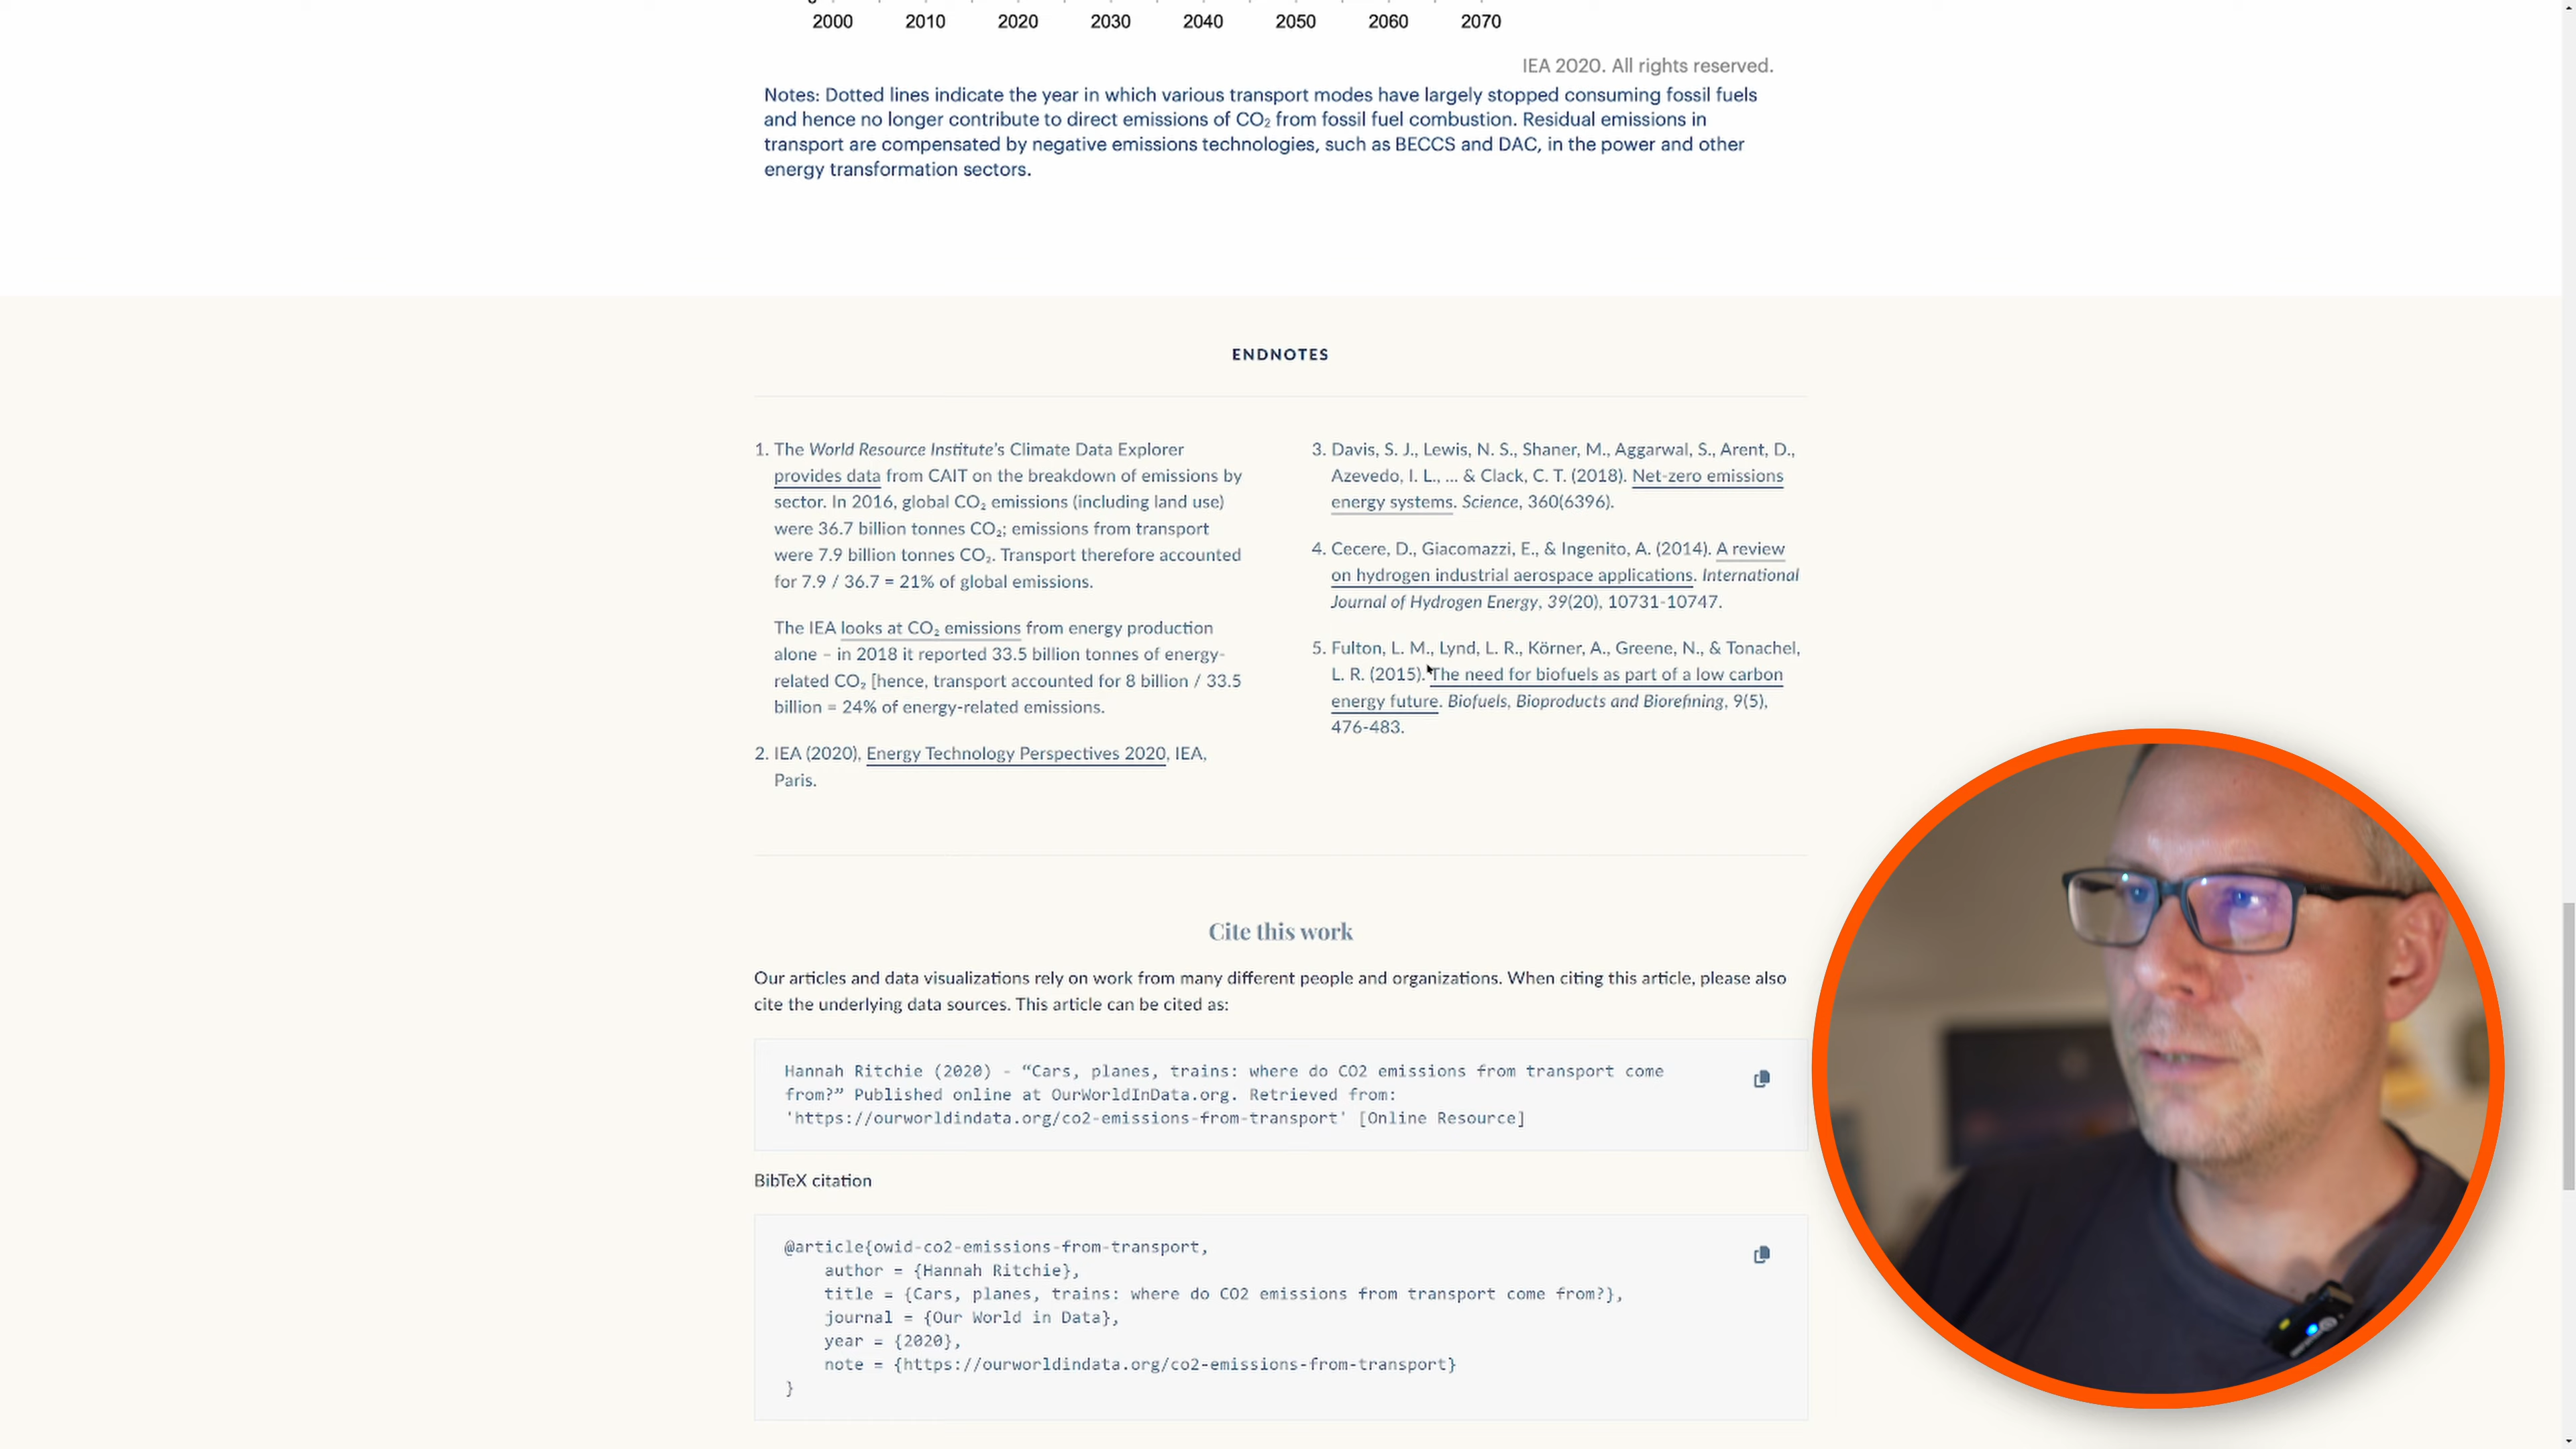 2000 2010 2020 2030 2040 2050 2060 2070
IEA 2020. All rights reserved.
Notes: Dotted lines indicate the year in which various transport modes have largely stopped consuming fossil fuels
and hence no longer contribute to direct emissions of CO₂ from fossil fuel combustion. Residual emissions in
transport are compensated by negative emissions technologies, such as BECCS and DAC, in the power and other
energy transformation sectors.
ENDNOTES
1. The World Resource Institute's Climate Data Explorer
provides data from CAIT on the breakdown of emissions by
sector. In 2016, global CO₂ emissions (including land use)
were 36.7 billion tonnes CO₂; emissions from transport
were 7.9 billion tonnes CO₂. Transport therefore accounted
for 7.9 / 36.7 = 21% of global emissions.
The IEA looks at CO₂ emissions from energy production
alone – in 2018 it reported 33.5 billion tonnes of energy-
related CO₂ [hence, transport accounted for 8 billion / 33.5
billion = 24% of energy-related emissions.
2. IEA (2020), Energy Technology Perspectives 2020, IEA,
Paris.
3. Davis, S. J., Lewis, N. S., Shaner, M., Aggarwal, S., Arent, D.,
Azevedo, I. L., ... & Clack, C. T. (2018). Net-zero emissions
energy systems. Science, 360(6396).
4. Cecere, D., Giacomazzi, E., & Ingenito, A. (2014). A review
on hydrogen industrial aerospace applications. International
Journal of Hydrogen Energy, 39(20), 10731-10747.
5. Fulton, L. M., Lynd, L. R., Körner, A., Greene, N., & Tonachel,
L. R. (2015). The need for biofuels as part of a low carbon
energy future. Biofuels, Bioproducts and Biorefining, 9(5),
476-483.
Cite this work
Our articles and data visualizations rely on work from many different people and organizations. When citing this article, please also
cite the underlying data sources. This article can be cited as:
Hannah Ritchie (2020) - “Cars, planes, trains: where do CO2 emissions from transport come
from?” Published online at OurWorldInData.org. Retrieved from:
'https://ourworldindata.org/co2-emissions-from-transport' [Online Resource]
BibTeX citation
@article{owid-co2-emissions-from-transport,
author = {Hannah Ritchie},
title = {Cars, planes, trains: where do CO2 emissions from transport come from?},
journal = {Our World in Data},
year = {2020},
note = {https://ourworldindata.org/co2-emissions-from-transport}
}